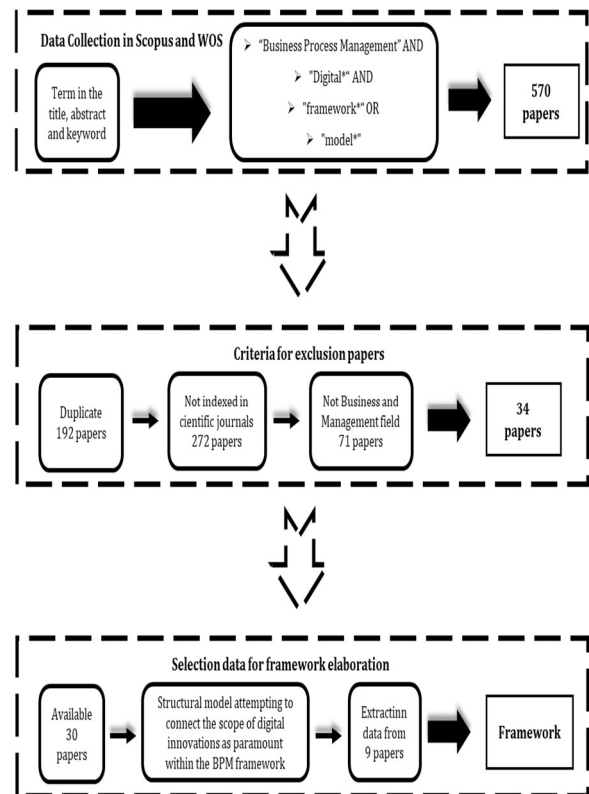 Data Collection in Scopus and WOS
Term in the
title, abstract
and keyword
➢ “Business Process Management” AND
➢ "Digital*“ AND
➢ "framework*“ OR
➢ "model*"
570
papers
Criteria for exclusion papers
Duplicate
192 papers
Not indexed in
cientific journals
272 papers
Not Business and
Management field
71 papers
34
papers
Selection data for framework elaboration
Available
30
papers
Structural model attempting to
connect the scope of digital
innovations as paramount
within the BPM framework
Extractinn
data from
9 papers
Framework